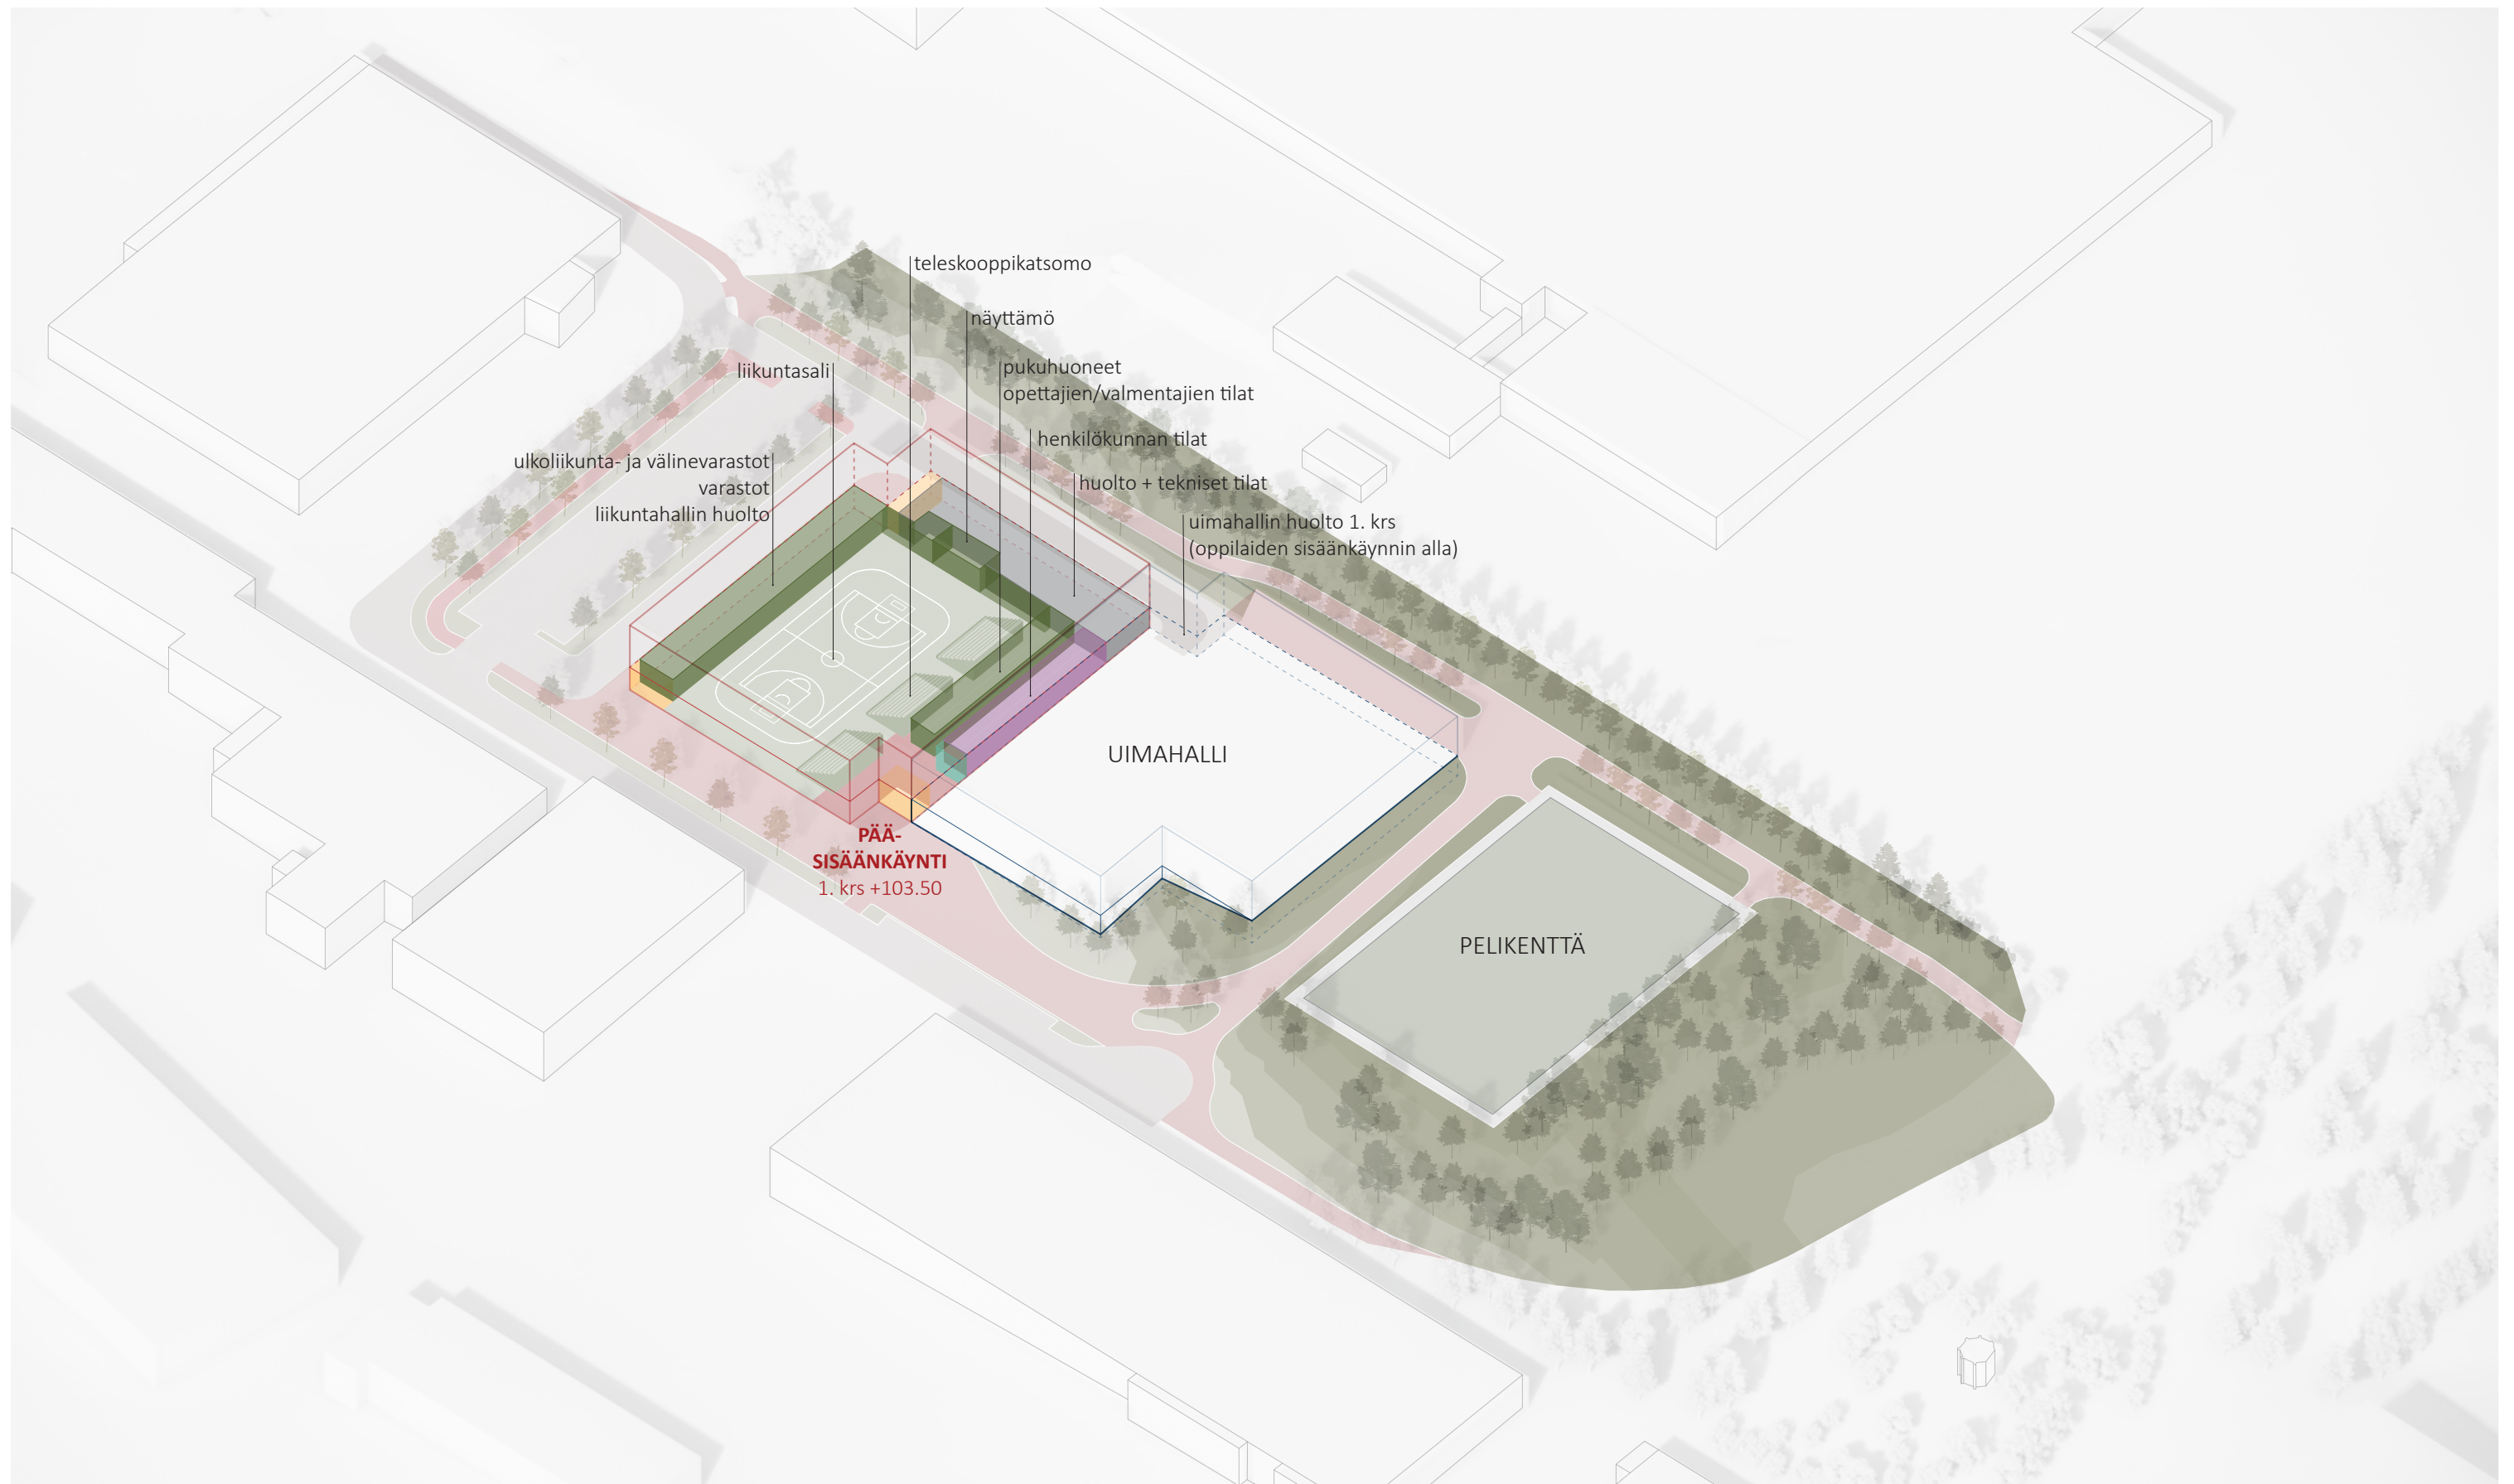 teleskooppikatsomo
näyttämö
liikuntasali
pukuhuoneet
opettajien/valmentajien tilat
henkilökunnan tilat
ulkoliikunta- ja välinevarastot
varastot
liikuntahallin huolto
huolto + tekniset tilat
uimahallin huolto 1. krs
(oppilaiden sisäänkäynnin alla)
UIMAHALLI
PÄÄ-
SISÄÄNKÄYNTI
1. krs +103.50
PELIKENTTÄ